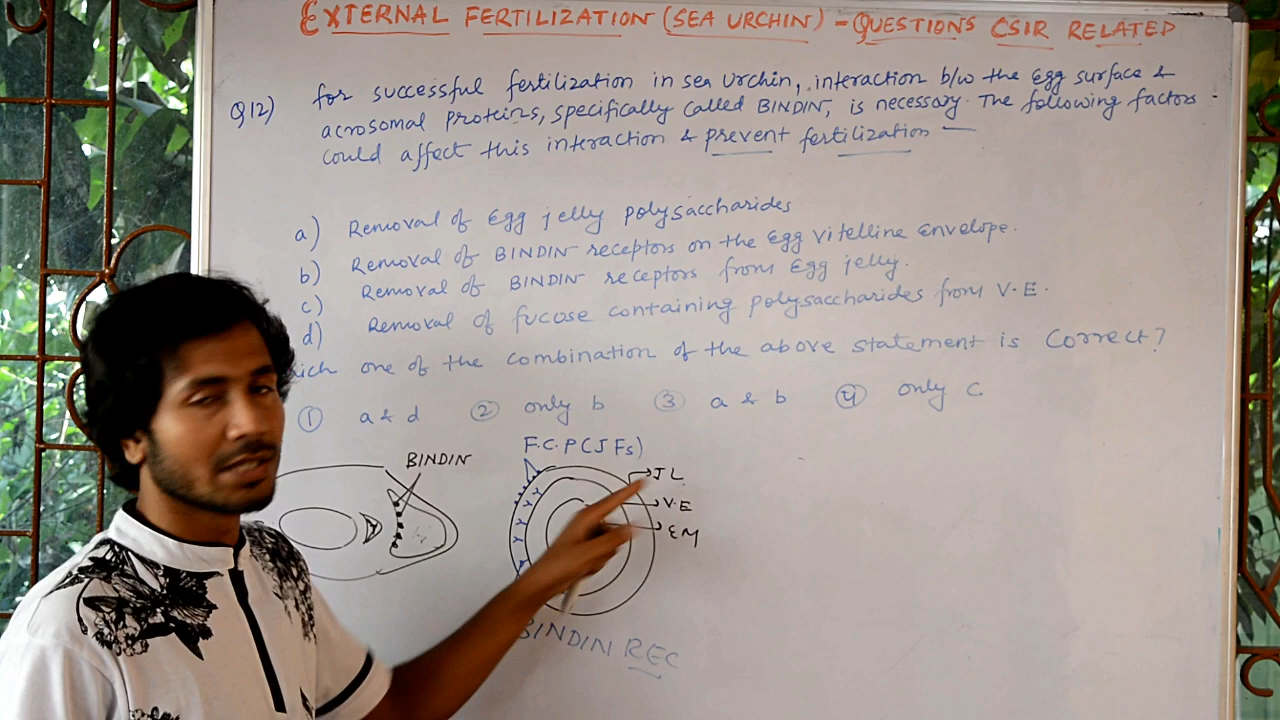 EXTERNAL FERTILIZATION (SEA URCHIN) – QUESTIONS CSIR RELATED
Q12) for successful fertilization in sea urchin, interaction b/w the Egg surface &
acrosomal proteins, specifically called BINDIN, is necessary. The following factors
could affect this interaction & prevent fertilization —
a) Removal of Egg jelly polysaccharides
b) Removal of BINDIN receptors on the Egg vitelline Envelope.
c) Removal of BINDIN receptors from Egg jelly.
d) Removal of fucose containing polysaccharides from V.E.
ich one of the combination of the above statement is Correct?
① a & d ② only b ③ a & b ④ only c
F.C.P (J Fs)
BINDIN
J L
V.E
E M
BINDIN REC